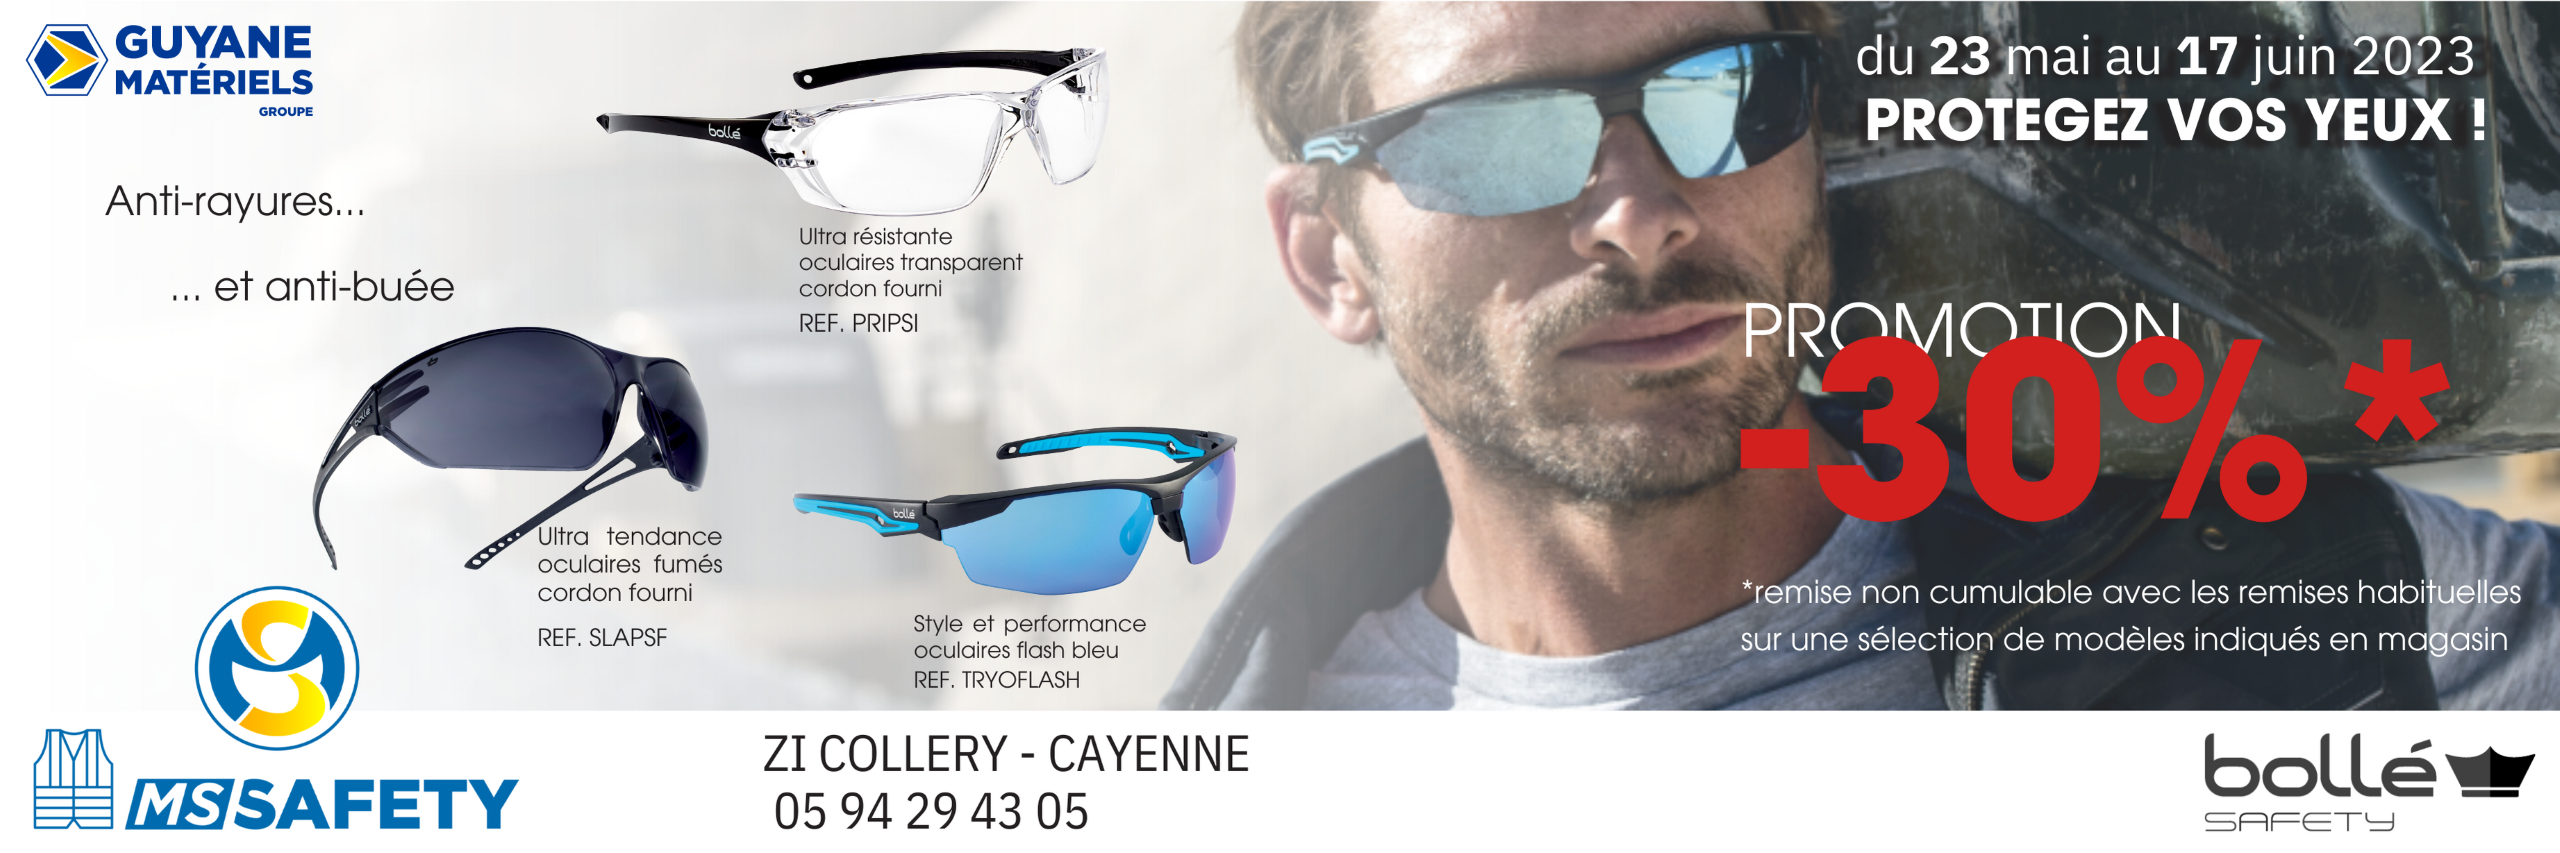 GUYANE
MATÉRIELS
GROUPE
Anti-rayures...
... et anti-buée
bollé
Ultra résistante
oculaires transparent
cordon fourni
REF. PRIPSI
bollé
Ultra tendance
oculaires fumés
cordon fourni
REF. SLAPSF
bollé
Style et performance
oculaires flash bleu
REF. TRYOFLASH
du 23 mai au 17 juin 2023
PROTEGEZ VOS YEUX !
PROMOTION
-30% *
*remise non cumulable avec les remises habituelles
sur une sélection de modèles indiqués en magasin
MS SAFETY
ZI COLLERY - CAYENNE
05 94 29 43 05
bollé
SAFETY